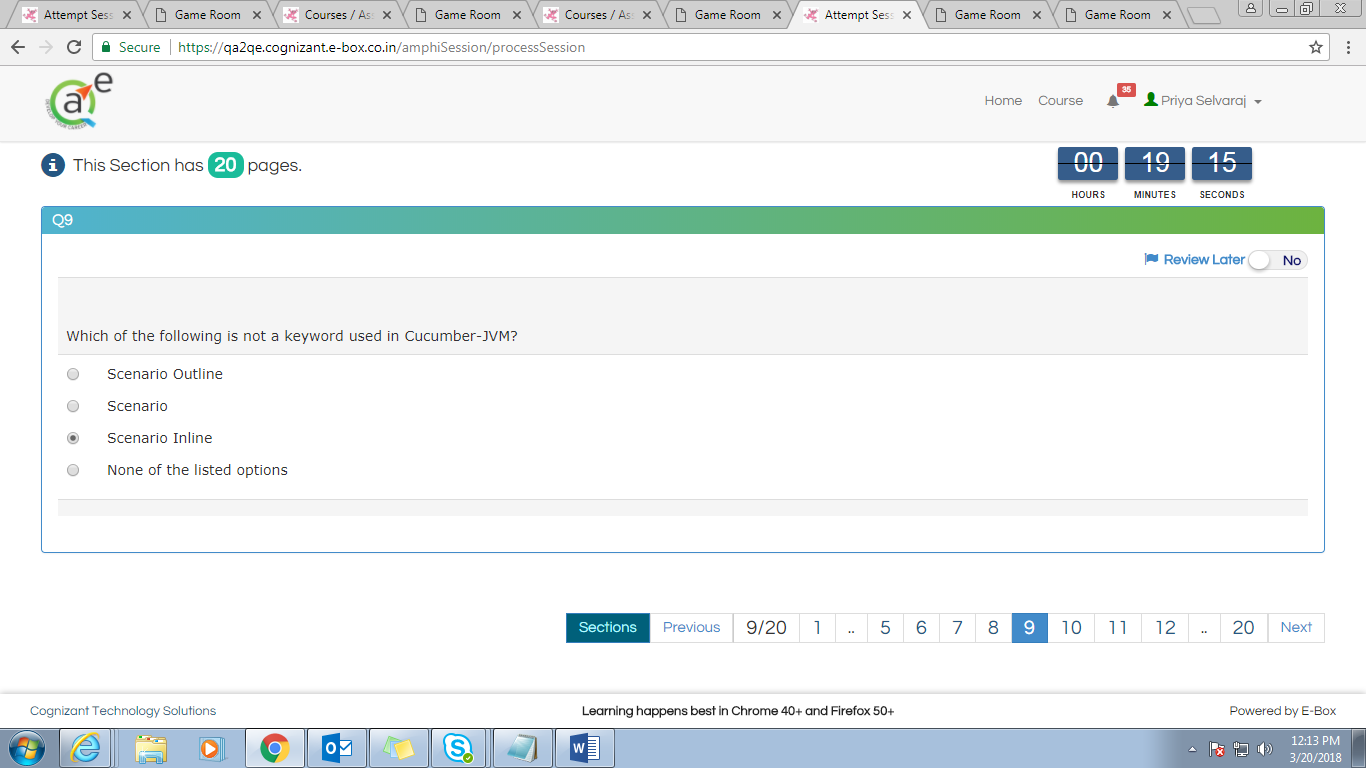 Attempt Sess Game Room Courses / As Game Room Courses / As Game Room Attempt Sess Game Room Game Room
Secure https://qa2qe.cognizant.e-box.co.in/amphiSession/processSession
a e
Home Course 35 Priya Selvaraj
This Section has 20 pages.
00 19 15
HOURS MINUTES SECONDS
Q9
Review Later No
Which of the following is not a keyword used in Cucumber-JVM?
Scenario Outline
Scenario
Scenario Inline
None of the listed options
Sections Previous 9/20 1 .. 5 6 7 8 9 10 11 12 .. 20 Next
Cognizant Technology Solutions Learning happens best in Chrome 40+ and Firefox 50+ Powered by E-Box
12:13 PM
3/20/2018